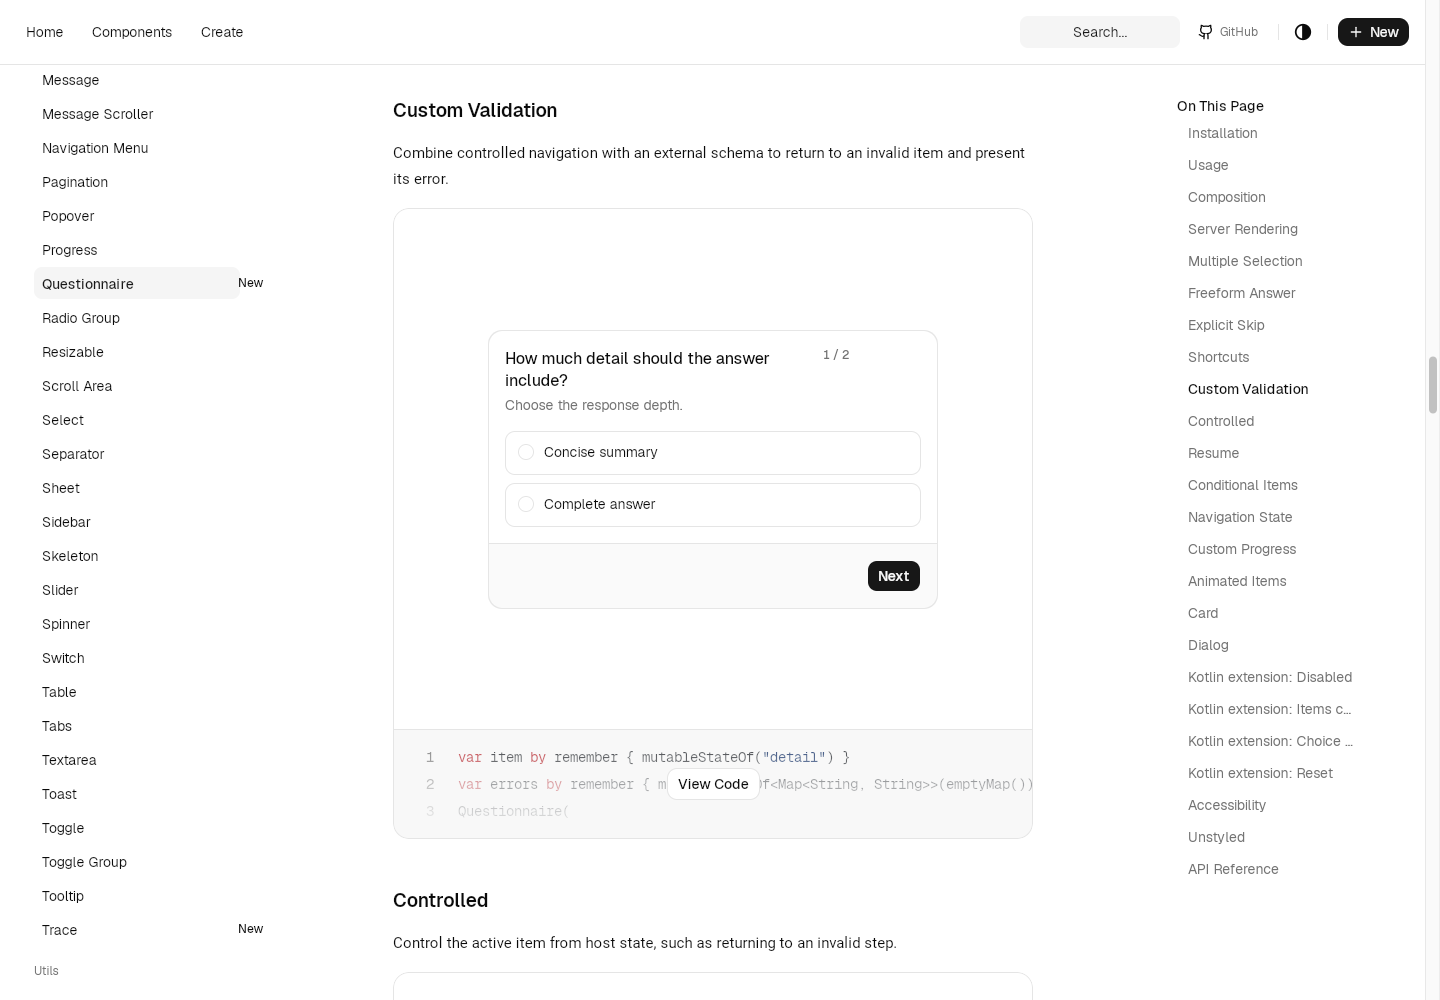 Home
Components
Create
Search...
GitHub
New
Message
Message Scroller
Navigation Menu
Pagination
Popover
Progress
Questionnaire
New
Radio Group
Resizable
Scroll Area
Select
Separator
Sheet
Sidebar
Skeleton
Slider
Spinner
Switch
Table
Tabs
Textarea
Toast
Toggle
Toggle Group
Tooltip
Trace
New
Utils
Custom Validation
Combine controlled navigation with an external schema to return to an invalid item and present
its error.
How much detail should the answer
include?
1 / 2
Choose the response depth.
Concise summary
Complete answer
Next
1 var item by remember { mutableStateOf("detail") }
2 var errors by remember { m
View Code
f<Map<String, String>>(emptyMap())
3 Questionnaire(
Controlled
Control the active item from host state, such as returning to an invalid step.
On This Page
Installation
Usage
Composition
Server Rendering
Multiple Selection
Freeform Answer
Explicit Skip
Shortcuts
Custom Validation
Controlled
Resume
Conditional Items
Navigation State
Custom Progress
Animated Items
Card
Dialog
Kotlin extension: Disabled
Kotlin extension: Items c...
Kotlin extension: Choice ...
Kotlin extension: Reset
Accessibility
Unstyled
API Reference